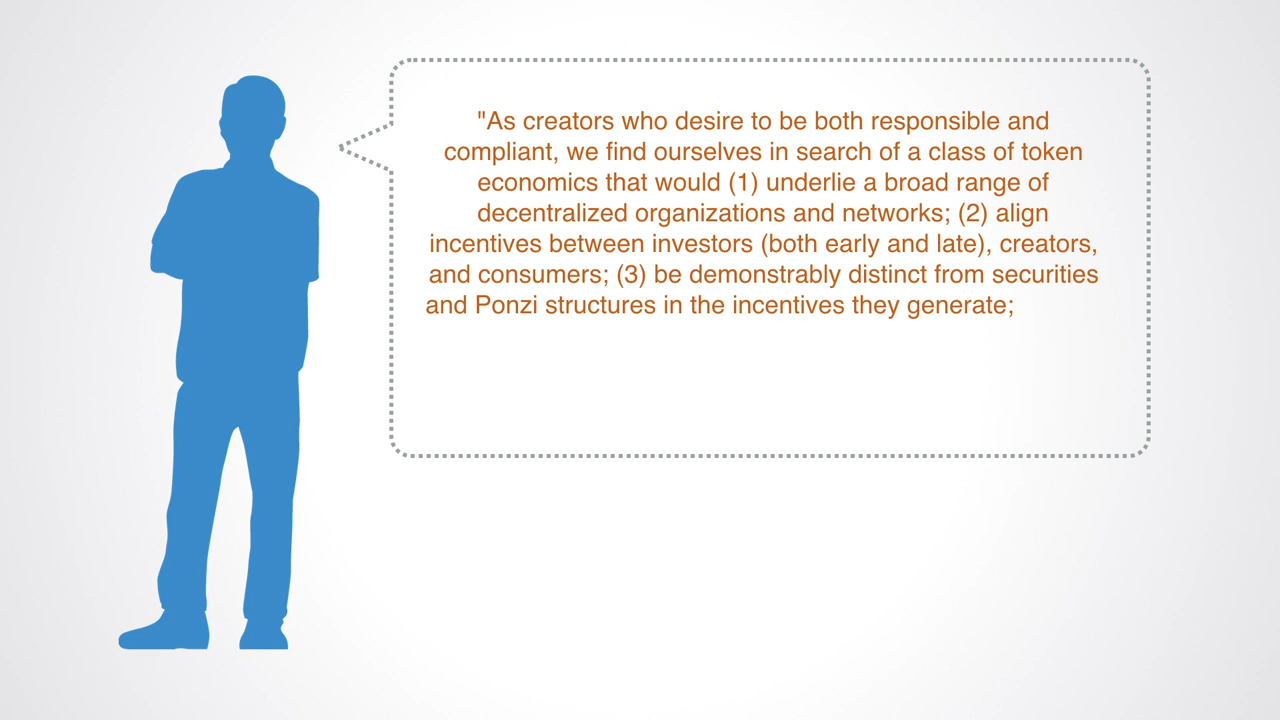 "As creators who desire to be both responsible and
compliant, we find ourselves in search of a class of token
economics that would (1) underlie a broad range of
decentralized organizations and networks; (2) align
incentives between investors (both early and late), creators,
and consumers; (3) be demonstrably distinct from securities
and Ponzi structures in the incentives they generate;